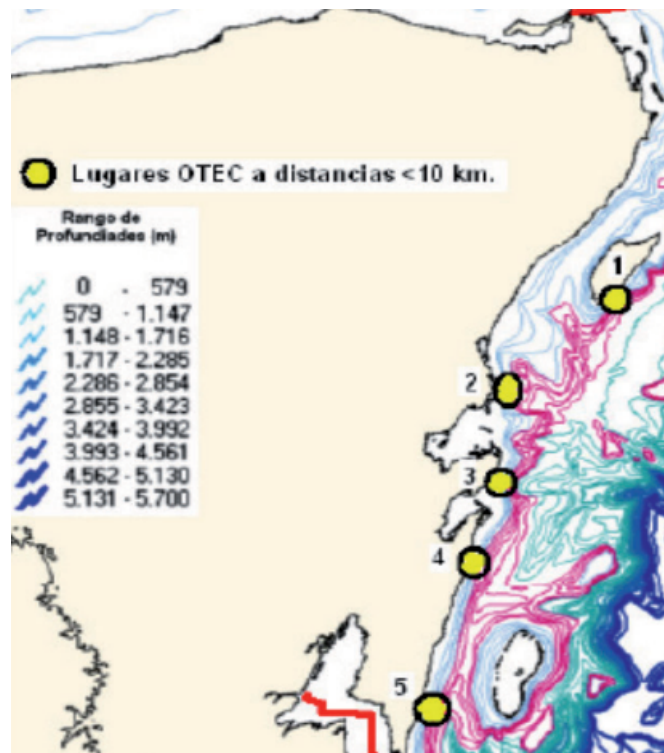 Lugares OTEC a distancias <10 km.
Rango de
Profundiades (m)
0 - 579
579 - 1.147
1.148 - 1.716
1.717 - 2.285
2.286 - 2.854
2.855 - 3.423
3.424 - 3.992
3.993 - 4.561
4.562 - 5.130
5.131 - 5.700
1
2
3
4
5